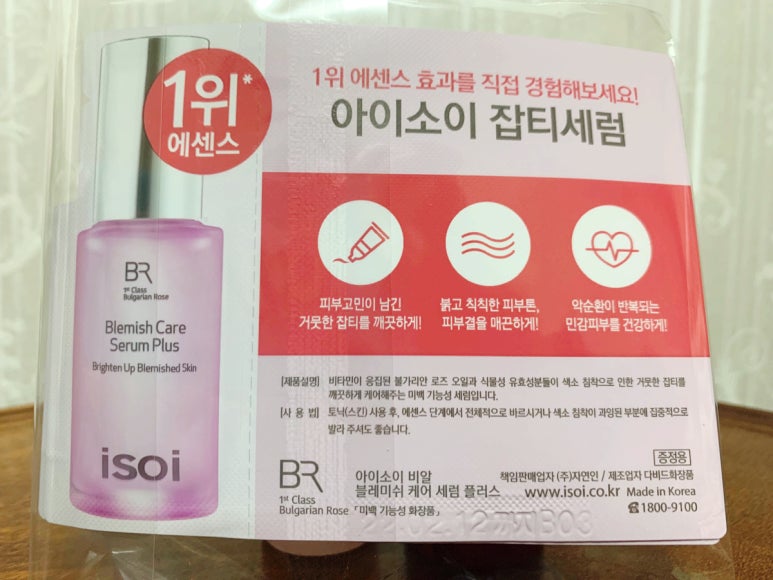 1위*
에센스
BR
1st Class
Bulgarian Rose
Blemish Care
Serum Plus
Brighten Up Blemished Skin
isoi
1위 에센스 효과를 직접 경험해보세요!
아이소이 잡티세럼
피부고민이 남긴
거뭇한 잡티를 깨끗하게!
붉고 칙칙한 피부톤,
피부결을 매끈하게!
악순환이 반복되는
민감피부를 건강하게!
[제품설명] 비타민이 응집된 불가리안 로즈 오일과 식물성 유효성분들이 색소 침착으로 인한 거뭇한 잡티를
깨끗하게 케어해주는 미백 기능성 세럼입니다.
[사 용 법] 토닉(스킨) 사용 후, 에센스 단계에서 전체적으로 바르시거나 색소 침착이 과잉된 부분에 집중적으로
발라 주셔도 좋습니다.
BR
1st Class
Bulgarian Rose
아이소이 비알
블레미쉬 케어 세럼 플러스
「미백 기능성 화장품」
증정용
책임판매업자 (주)자연인 / 제조업자 다바드화장품
www.isoi.co.kr Made in Korea
☎1800-9100
12까지B03